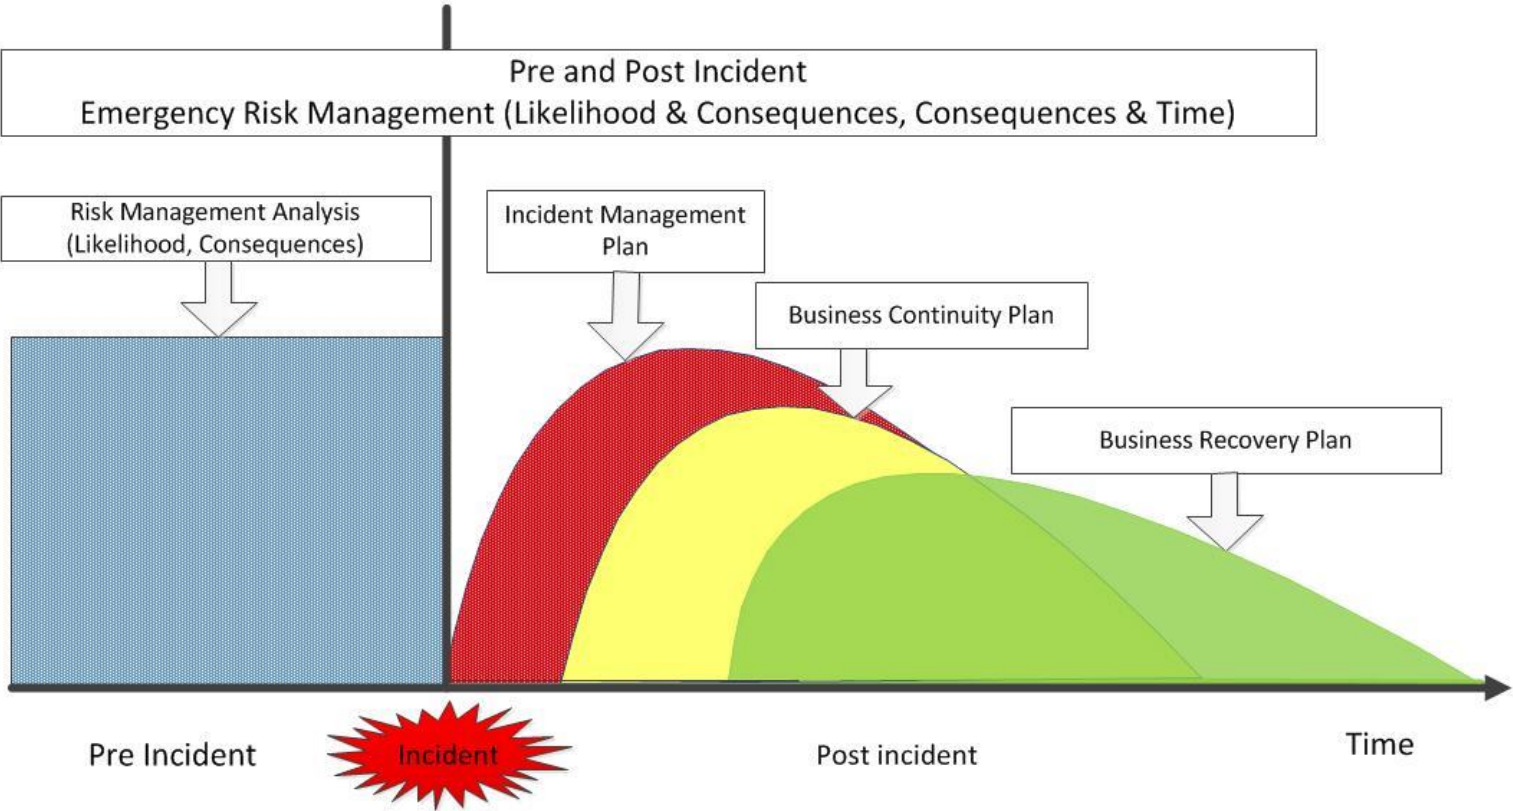 Pre and Post Incident
Emergency Risk Management (Likelihood & Consequences, Consequences & Time)
Risk Management Analysis
(Likelihood, Consequences)
Incident Management
Plan
Business Continuity Plan
Business Recovery Plan
Pre Incident
Incident
Post incident
Time